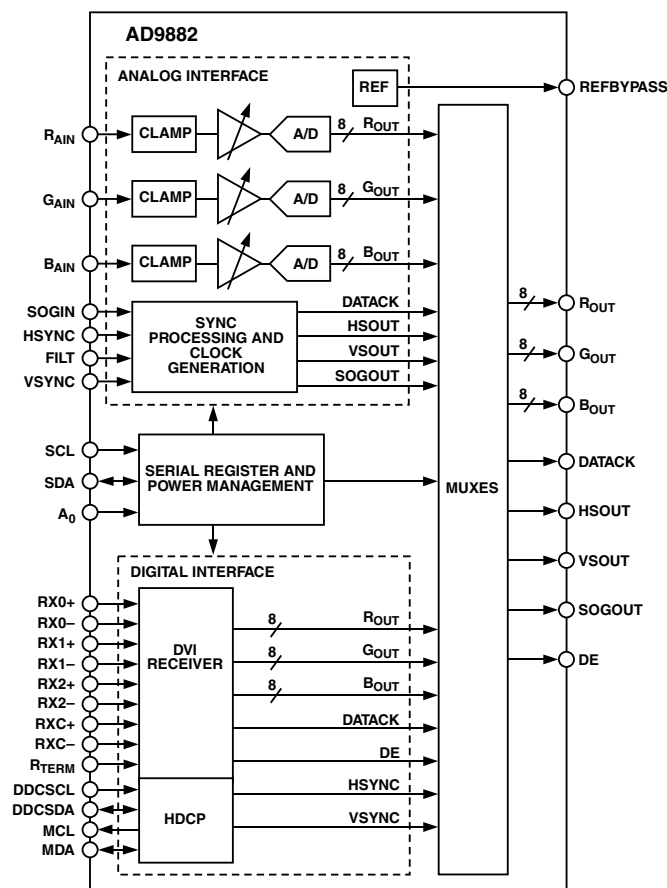 AD9882
ANALOG INTERFACE
REF
REFBYPASS
RAIN
CLAMP
A/D
8
ROUT
GAIN
CLAMP
A/D
8
GOUT
BAIN
CLAMP
A/D
8
BOUT
SOGIN
HSYNC
FILT
VSYNC
SYNC
PROCESSING AND
CLOCK
GENERATION
DATACK
HSOUT
VSOUT
SOGOUT
SCL
SDA
A0
SERIAL REGISTER AND
POWER MANAGEMENT
MUXES
8
ROUT
8
GOUT
8
BOUT
DATACK
HSOUT
VSOUT
SOGOUT
DE
DIGITAL INTERFACE
RX0+
RX0–
RX1+
RX1–
RX2+
RX2–
RXC+
RXC–
RTERM
DDCSCL
DDCSDA
MCL
MDA
DVI
RECEIVER
HDCP
8
ROUT
8
GOUT
8
BOUT
DATACK
DE
HSYNC
VSYNC